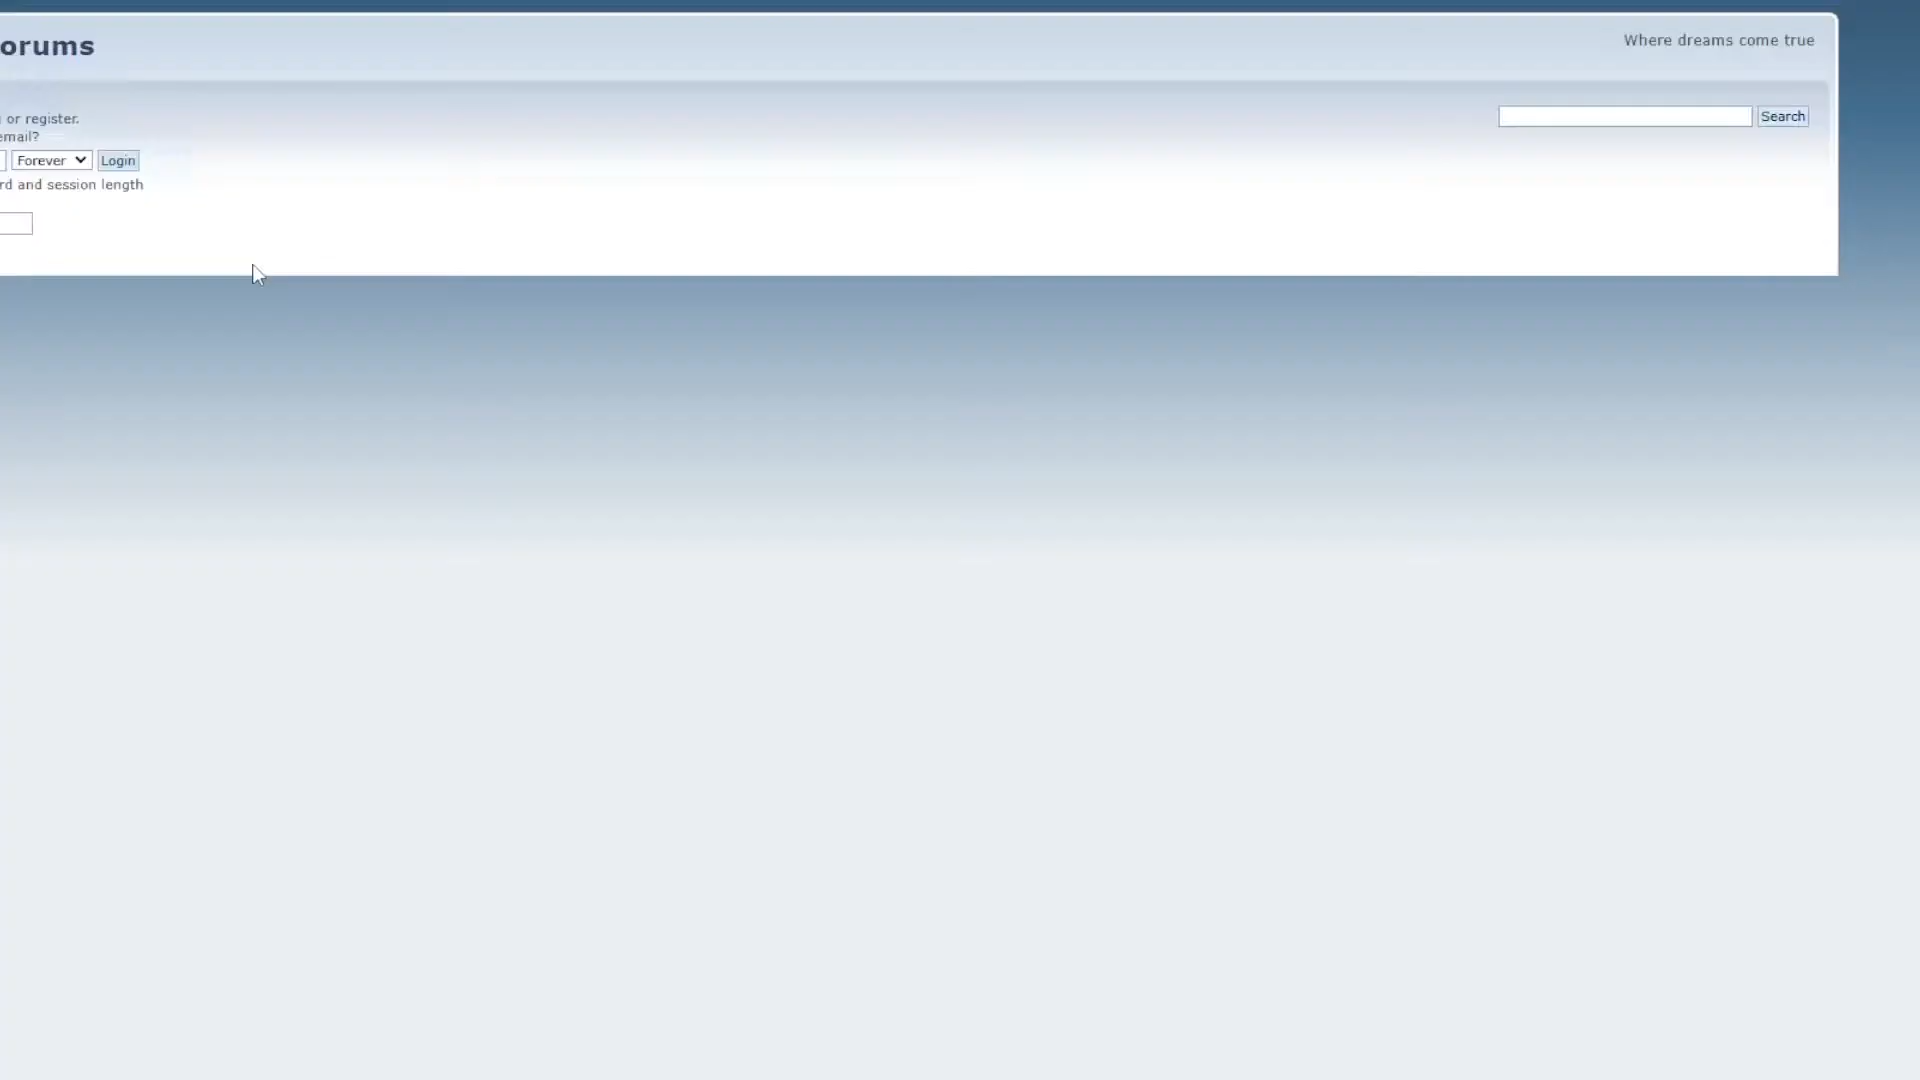 orums
Where dreams come true
or register.
email?
Forever Login
rd and session length
Search